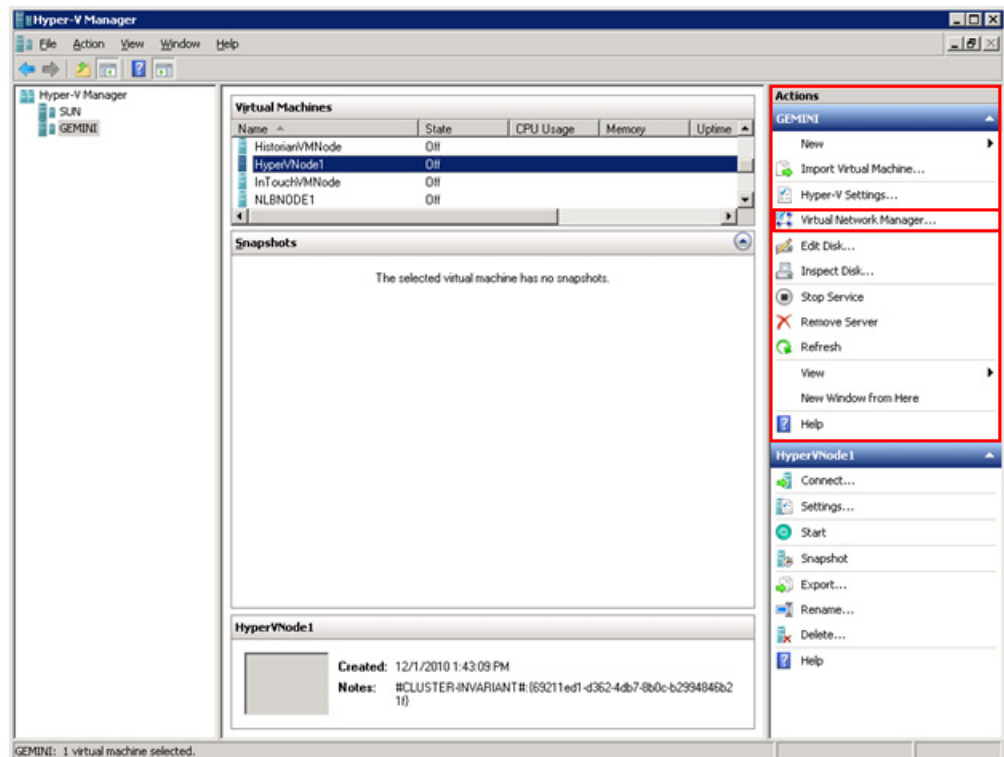 Hyper-V Manager
File Action View Window Help
Hyper-V Manager
SUN
GEMINI
Virtual Machines
Name State CPU Usage Memory Uptime
HistorianVMNode Off
HyperVNode1 Off
InTouchVMNode Off
NLBNODE1 Off
Snapshots
The selected virtual machine has no snapshots.
HyperVNode1
Created: 12/1/2010 1:43:09 PM
Notes: #CLUSTER-INVARIANT#:{69211ed1-d362-4db7-8b0c-b2994846b2
1f}
Actions
GEMINI
New
Import Virtual Machine...
Hyper-V Settings...
Virtual Network Manager...
Edit Disk...
Inspect Disk...
Stop Service
Remove Server
Refresh
View
New Window from Here
Help
HyperVNode1
Connect...
Settings...
Start
Snapshot
Export...
Rename...
Delete...
Help
GEMINI: 1 virtual machine selected.